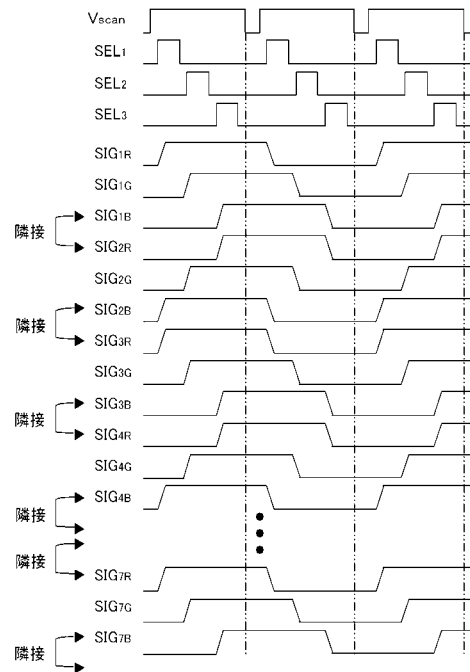 Vscan
SEL1
SEL2
SEL3
SIG1R
SIG1G
SIG1B
隣接
SIG2R
SIG2G
SIG2B
隣接
SIG3R
SIG3G
SIG3B
隣接
SIG4R
SIG4G
SIG4B
隣接
隣接
SIG7R
SIG7G
SIG7B
隣接